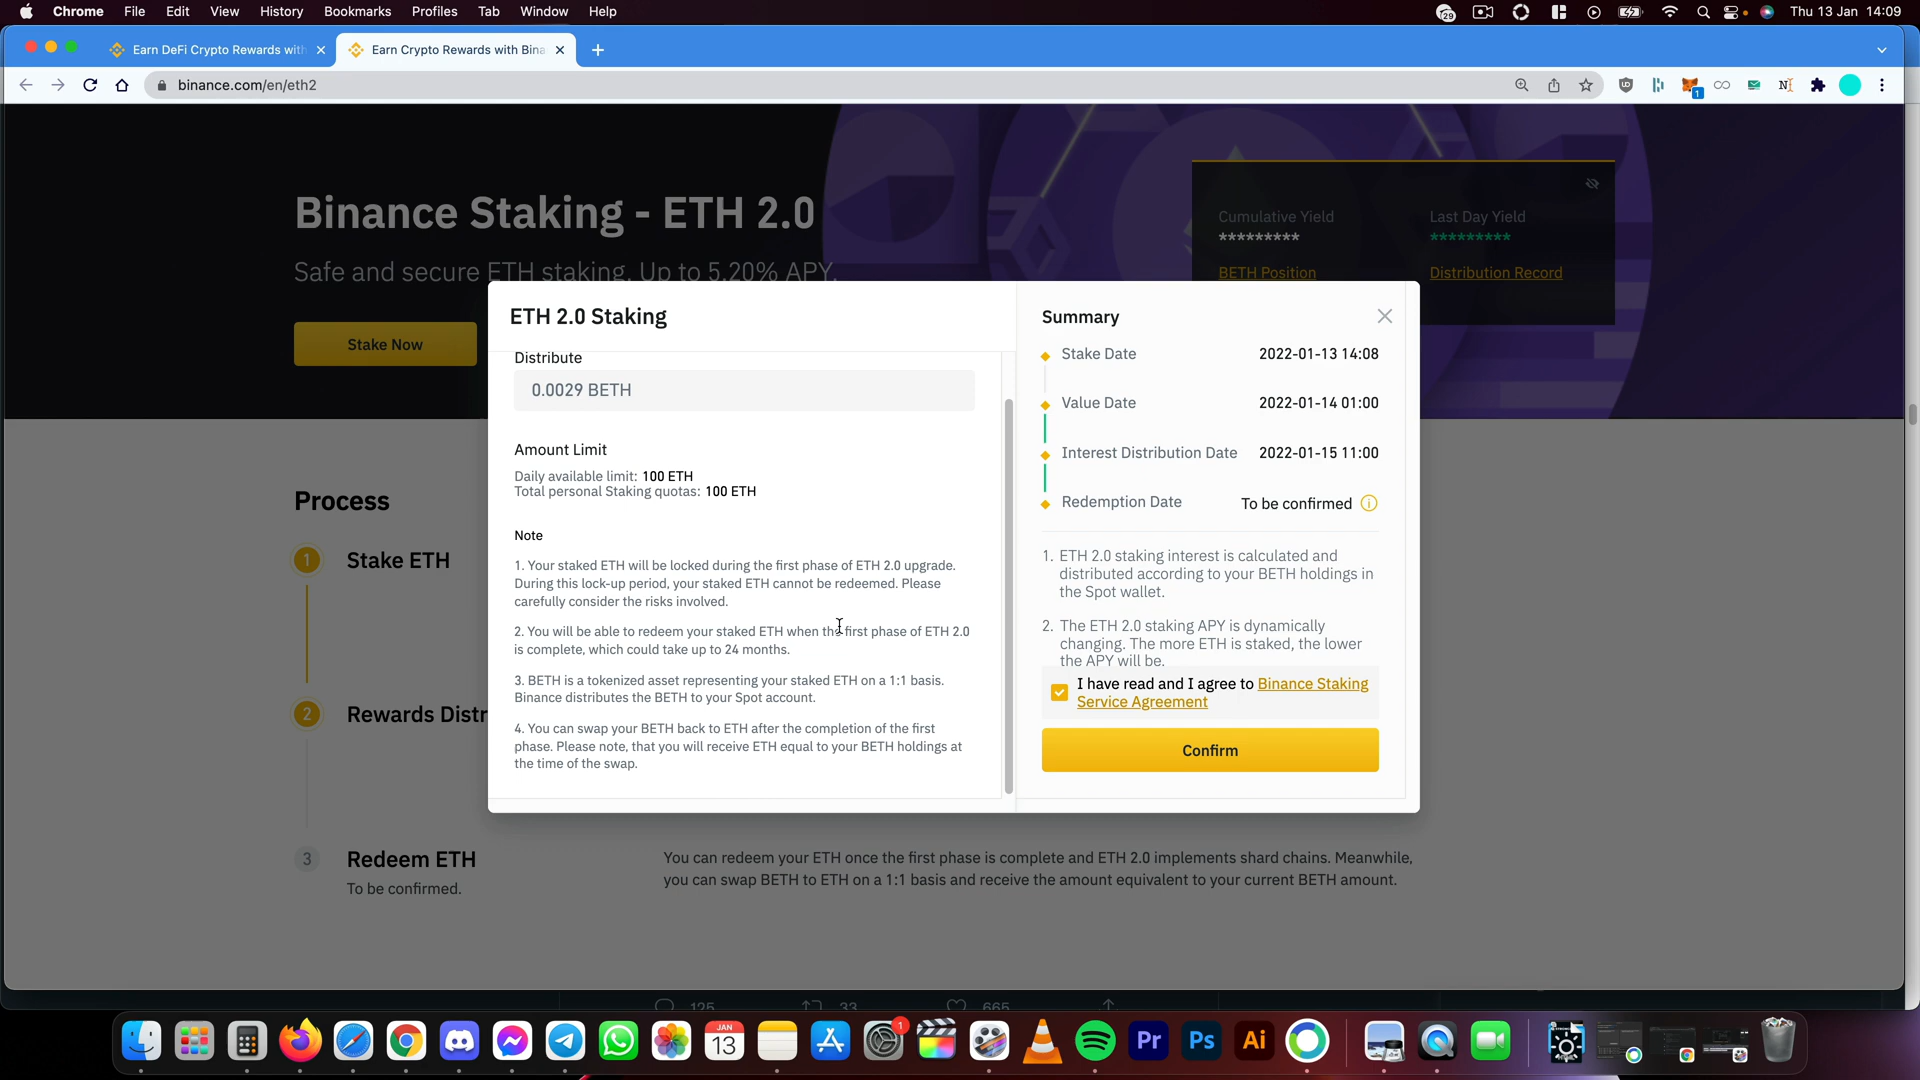 Chrome File Edit View History Bookmarks Profiles Tab Window Help
29
Thu 13 Jan 14:09
Earn DeFi Crypto Rewards with
Earn Crypto Rewards with Bina
binance.com/en/eth2
1
Binance Staking - ETH 2.0
Safe and secure ETH staking. Up to 5.20% APY.
Stake Now
Cumulative Yield
*********
BETH Position
Last Day Yield
*********
Distribution Record
ETH 2.0 Staking
Distribute
0.0029 BETH
Amount Limit
Daily available limit: 100 ETH
Total personal Staking quotas: 100 ETH
Note
1. Your staked ETH will be locked during the first phase of ETH 2.0 upgrade.
During this lock-up period, your staked ETH cannot be redeemed. Please
carefully consider the risks involved.
2. You will be able to redeem your staked ETH when the first phase of ETH 2.0
is complete, which could take up to 24 months.
3. BETH is a tokenized asset representing your staked ETH on a 1:1 basis.
Binance distributes the BETH to your Spot account.
4. You can swap your BETH back to ETH after the completion of the first
phase. Please note, that you will receive ETH equal to your BETH holdings at
the time of the swap.
Summary
Stake Date 2022-01-13 14:08
Value Date 2022-01-14 01:00
Interest Distribution Date 2022-01-15 11:00
Redemption Date To be confirmed
1. ETH 2.0 staking interest is calculated and
distributed according to your BETH holdings in
the Spot wallet.
2. The ETH 2.0 staking APY is dynamically
changing. The more ETH is staked, the lower
the APY will be.
I have read and I agree to Binance Staking
Service Agreement
Confirm
Process
1 Stake ETH
2 Rewards Distr
3 Redeem ETH
To be confirmed.
You can redeem your ETH once the first phase is complete and ETH 2.0 implements shard chains. Meanwhile,
you can swap BETH to ETH on a 1:1 basis and receive the amount equivalent to your current BETH amount.
125 33 665
JAN
13
1
Pr
Ps
Ai